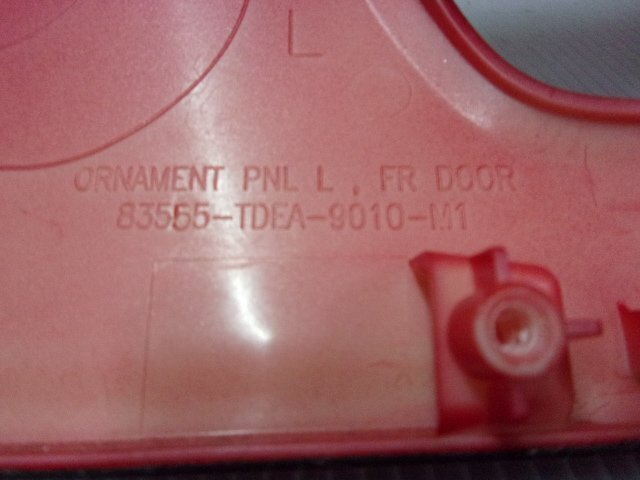 L
ORNAMENT PNL L , FR DOOR
83555-TDEA-9010-M1